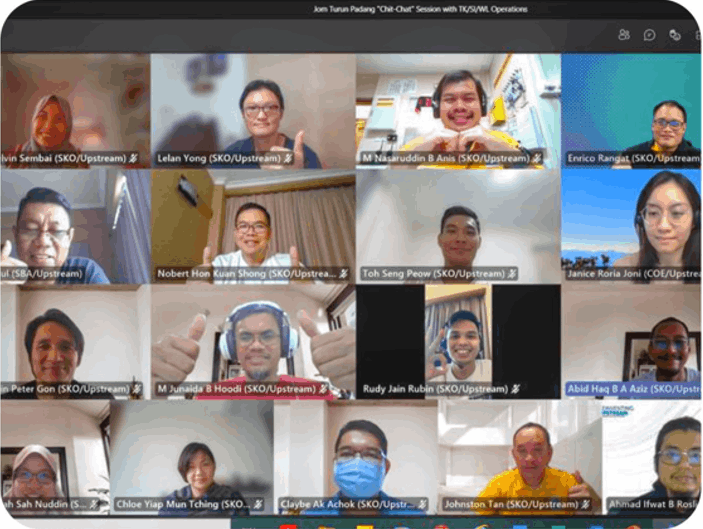 Jom Turun Padang "Chit-Chat" Session with TK/SI/WL Operations
lvin Sembai (SKO/Upstream)
Lelan Yong (SKO/Upstream)
M Nasaruddin B Anis (SKO/Upstream)
Enrico Rangat (SKO/Upstream
ul (SBA/Upstream)
Nobert Hon Kuan Shong (SKO/Upstrea...
Toh Seng Peow (SKO/Upstream)
Janice Roria Joni (COE/Upstrea
in Peter Gon (SKO/Upstream)
M Junaida B Hoodi (SKO/Upstream)
Rudy Jain Rubin (SKO/Upstream)
Abid Haq B A Aziz (SKO/Upstr
UPSTREAM
ah Sah Nuddin (S...
Chloe Yiap Mun Tching (SKO...
Claybe Ak Achok (SKO/Upstr...
Johnston Tan (SKO/Upstream)
Ahmad Ifwat B Rosli